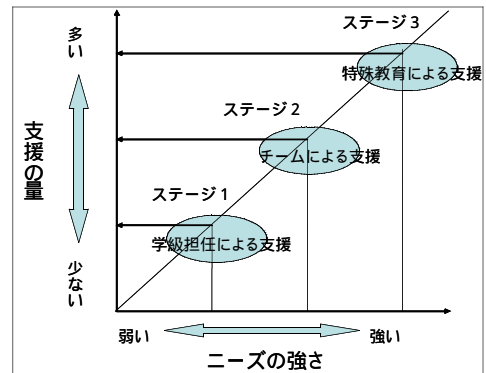 ステージ3
多い
特殊教育による支援
ステージ2
チームによる支援
支援の量
ステージ1
学級担任による支援
少ない
弱い
強い
ニーズの強さ